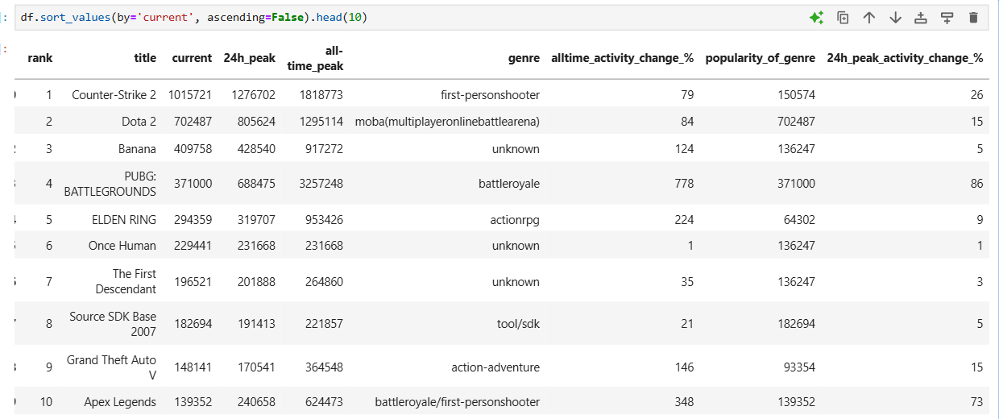 df.sort_values(by='current', ascending=False).head(10)
rank title current 24h_peak all-time_peak genre alltime_activity_change_% popularity_of_genre 24h_peak_activity_change_%
1 Counter-Strike 2 1015721 1276702 1818773 first-personshooter 79 150574 26
2 Dota 2 702487 805624 1295114 moba(multiplayeronlinebattlearena) 84 702487 15
3 Banana 409758 428540 917272 unknown 124 136247 5
4 PUBG: BATTLEGROUNDS 371000 688475 3257248 battleroyale 778 371000 86
5 ELDEN RING 294359 319707 953426 actionrpg 224 64302 9
6 Once Human 229441 231668 231668 unknown 1 136247 1
7 The First Descendant 196521 201888 264860 unknown 35 136247 3
8 Source SDK Base 2007 182694 191413 221857 tool/sdk 21 182694 5
9 Grand Theft Auto V 148141 170541 364548 action-adventure 146 93354 15
10 Apex Legends 139352 240658 624473 battleroyale/first-personshooter 348 139352 73